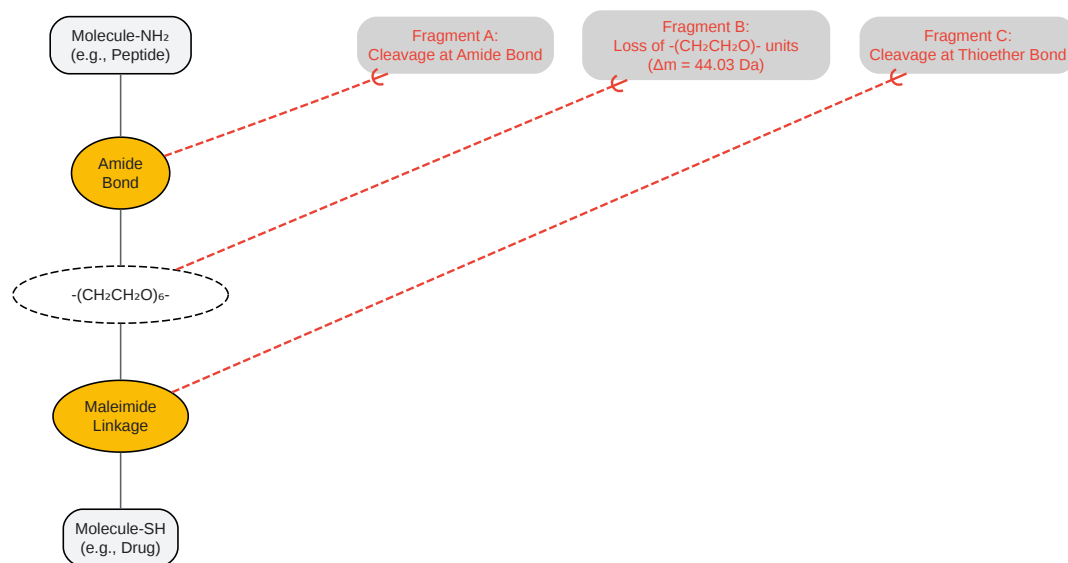 Molecule-NH₂
(e.g., Peptide)
Fragment A:
Cleavage at Amide Bond
Fragment B:
Loss of -(CH₂CH₂O)- units
(Δm = 44.03 Da)
Fragment C:
Cleavage at Thioether Bond
Amide
Bond
-(CH₂CH₂O)₆-
Maleimide
Linkage
Molecule-SH
(e.g., Drug)